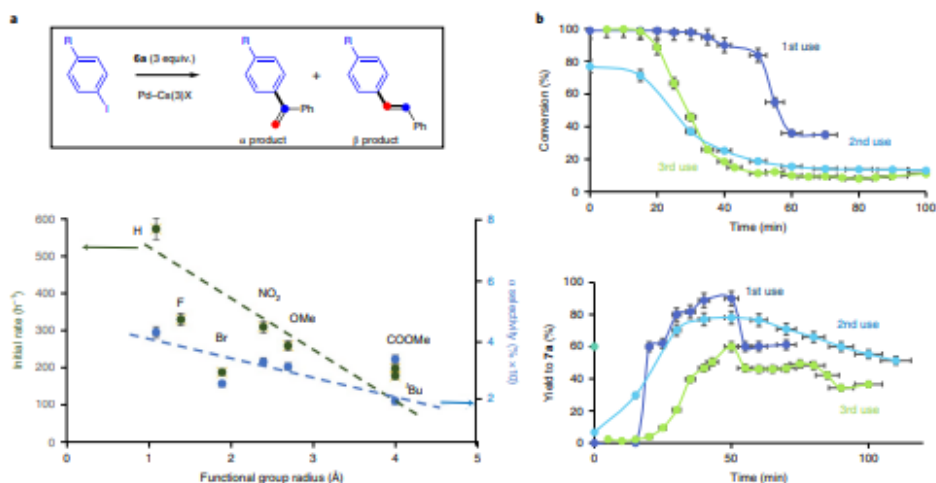 a
R
I
6a (3 equiv.)
Pd–Cs(3)X
R
Ph
α product
+
R
Ph
β product
600
500
400
300
200
100
0
Initial rate (h⁻¹)
H
F
Br
NO₂
OMe
COOMe
ᵗBu
8
6
4
2
0
α selectivity (% ×10)
0 1 2 3 4 5
Functional group radius (Å)
b
100
80
60
40
20
0
Conversion (%)
1st use
2nd use
3rd use
0 20 40 60 80 100
Time (min)
100
80
60
40
20
0
Yield to 7a (%)
1st use
2nd use
3rd use
0 50 100
Time (min)